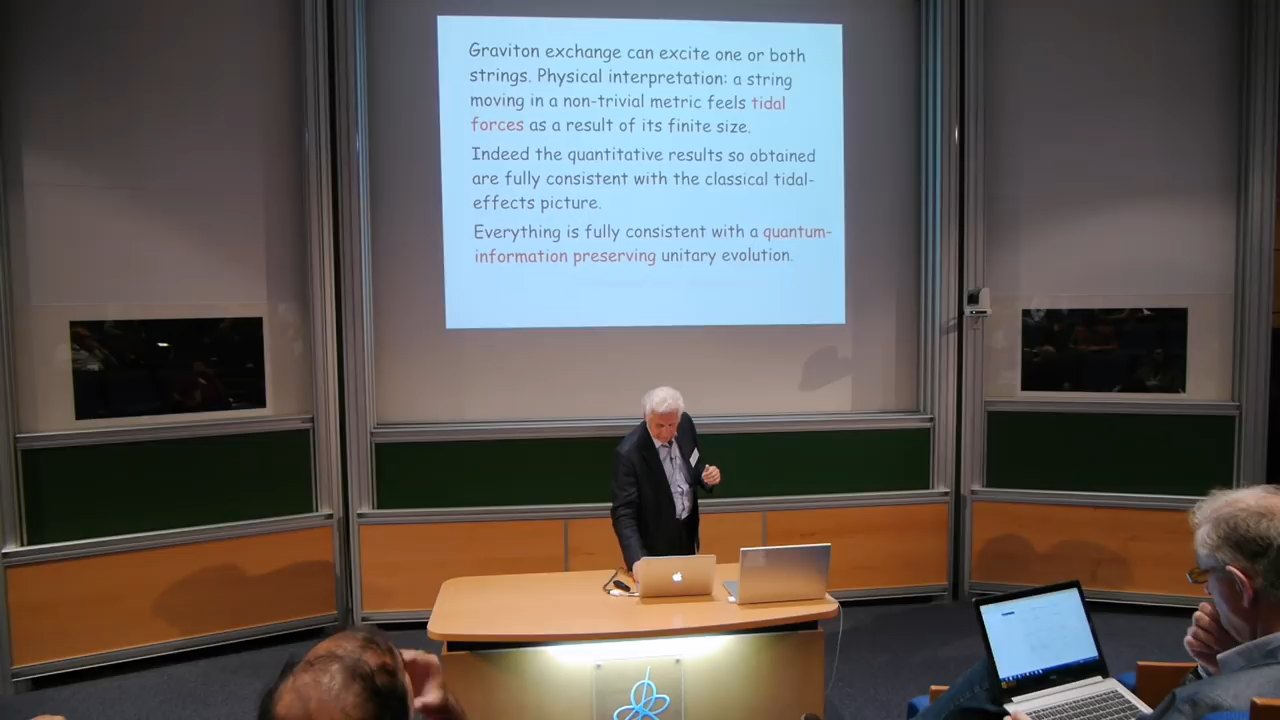 Graviton exchange can excite one or both
strings. Physical interpretation: a string
moving in a non-trivial metric feels tidal
forces as a result of its finite size.
Indeed the quantitative results so obtained
are fully consistent with the classical tidal-
effects picture.
Everything is fully consistent with a quantum-
information preserving unitary evolution.